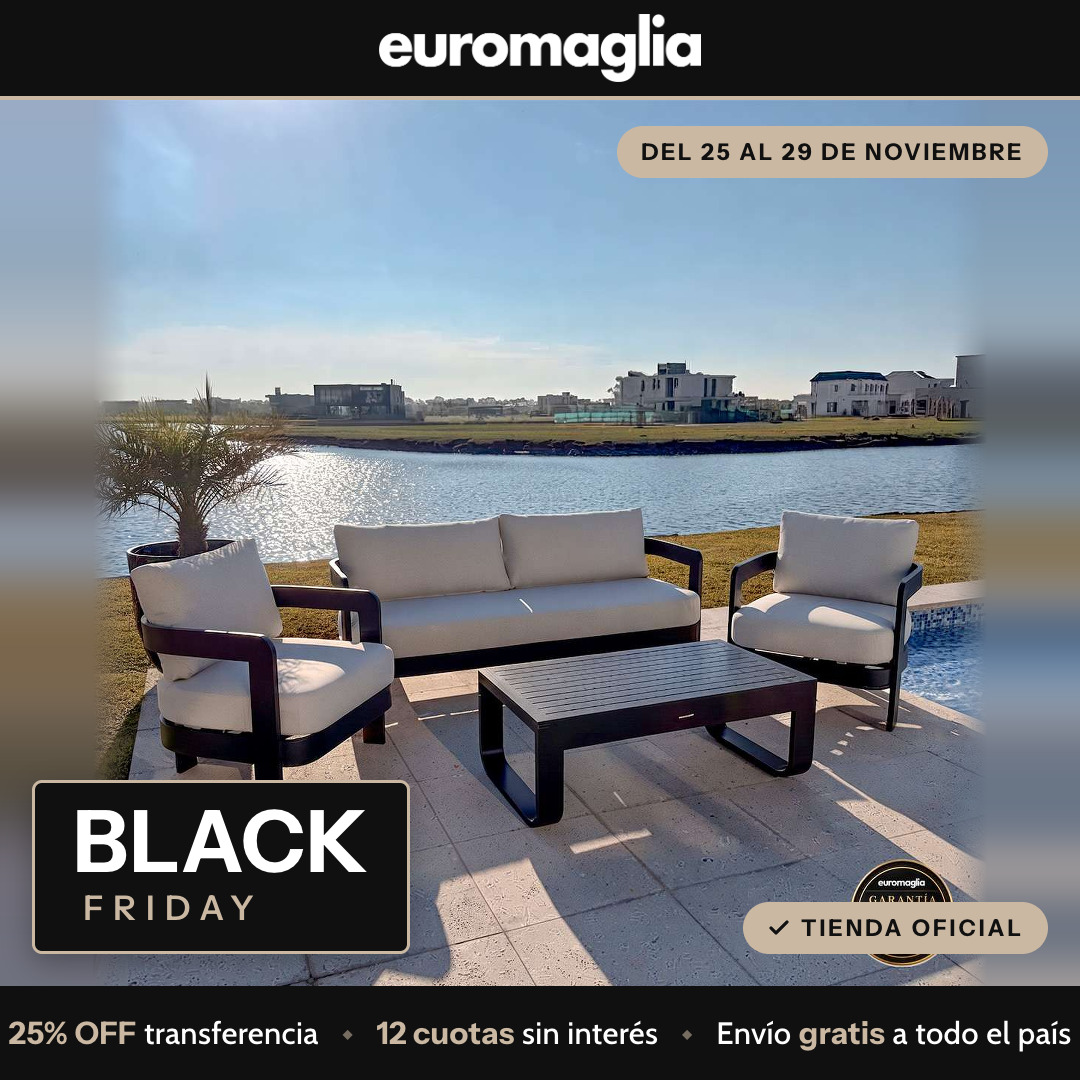 euromaglia
DEL 25 AL 29 DE NOVIEMBRE
BLACK
FRIDAY
euromaglia
GARANTÍA
TIENDA OFICIAL
25% OFF transferencia ◆ 12 cuotas sin interés ◆ Envío gratis a todo el país